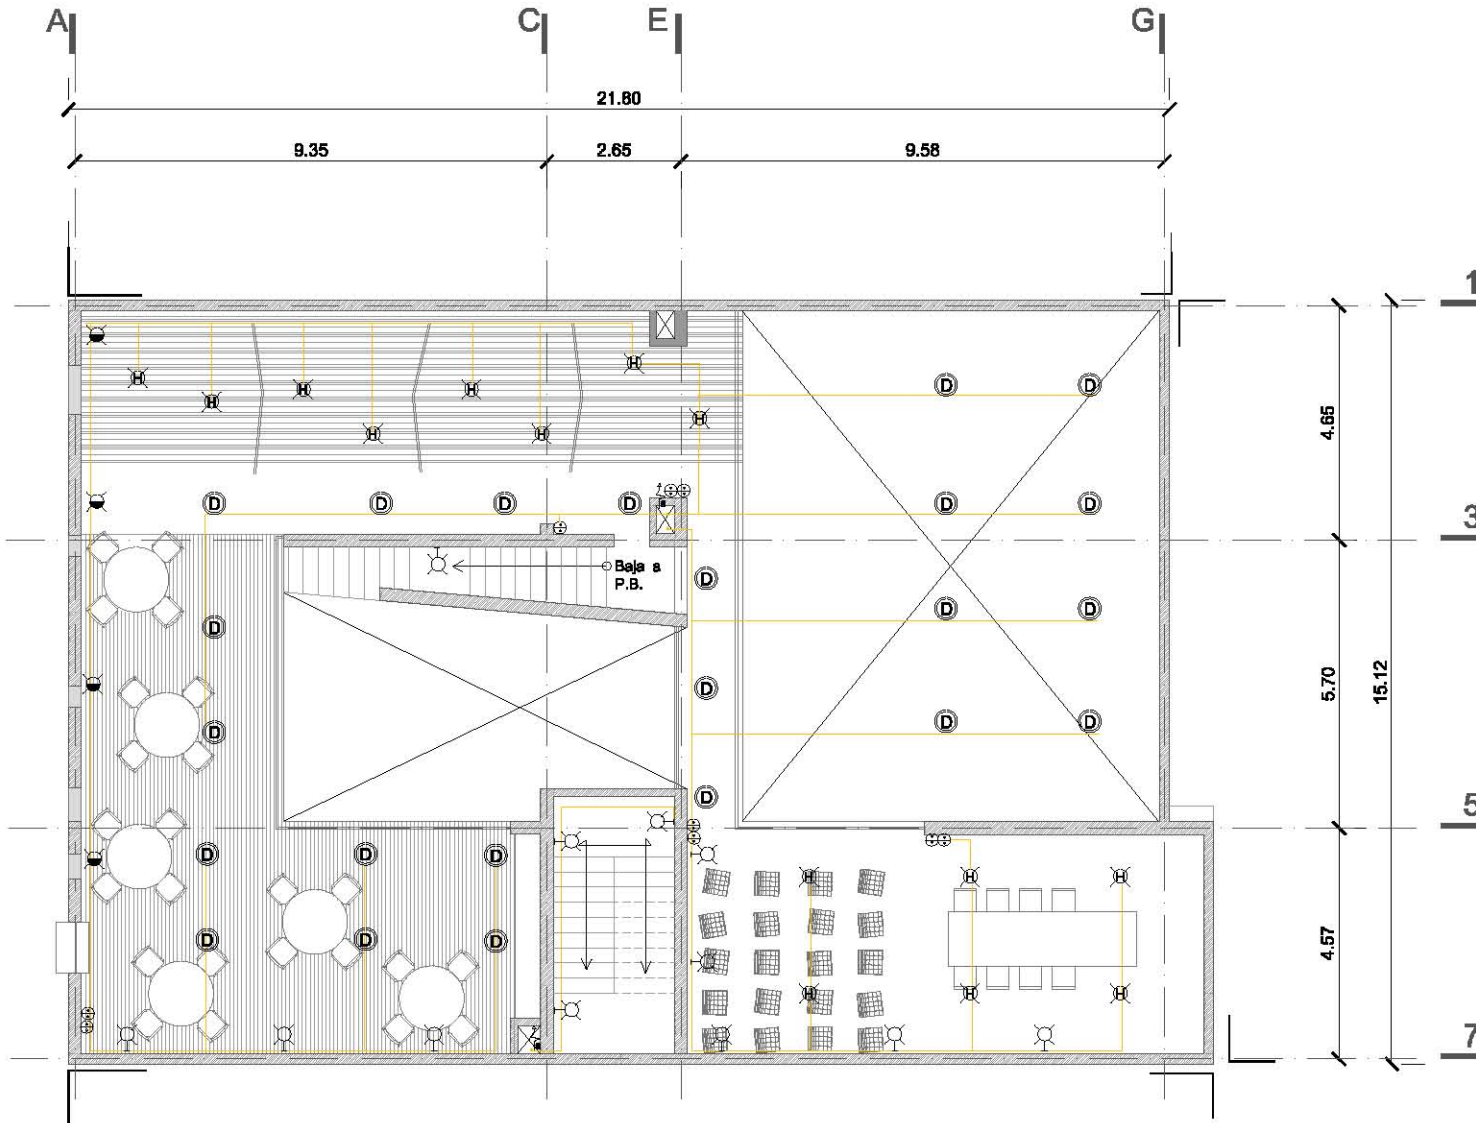 A C E G
21.80
9.35 2.65 9.58
1
4.65
H H H H H H H H
D D
D D D D D D
3
Baja a
P.B.
D D D
D
5.70
15.12
D D
D D D
D
5
D D D
H H H
4.57
D D D
H H H
7